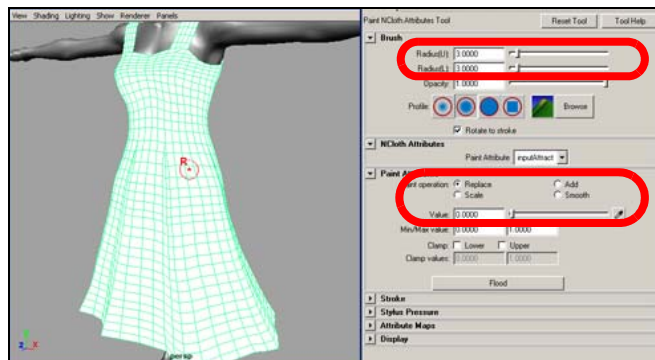 View Shading Lighting Show Renderer Panels
R
persp
Paint NCloth Attributes Tool Reset Tool Tool Help
Brush
Radius(U): 3.0000
Radius(L): 3.0000
Opacity: 1.0000
Profile: Browse
Rotate to stroke
NCloth Attributes
Paint Attribute inputAttract
Paint operation: Replace Add
Scale Smooth
Value: 0.0000
Min/Max value: 0.0000 1.0000
Clamp: Lower Upper
Clamp values: 0.0000 1.0000
Flood
Stroke
Stylus Pressure
Attribute Maps
Display